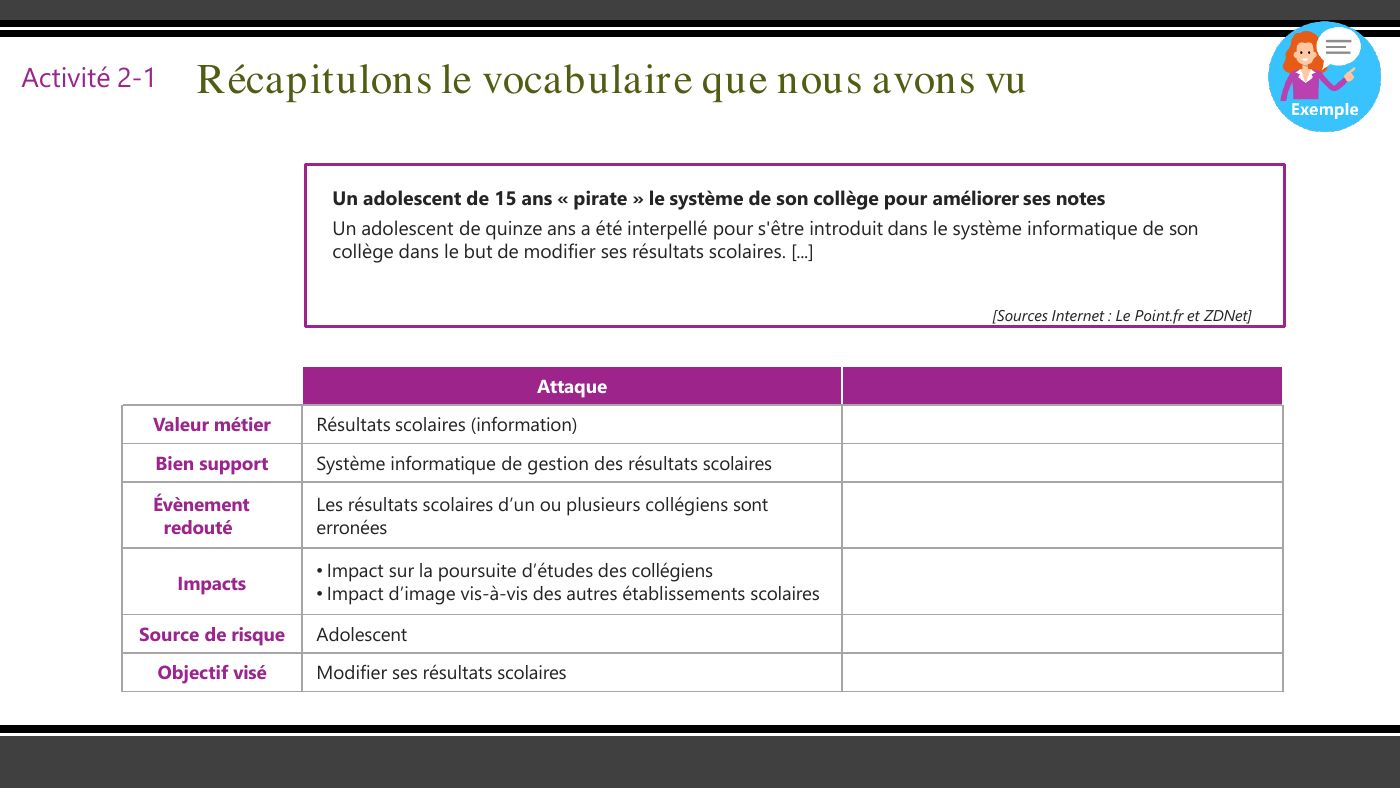 Activité 2-1
Récapitulons le vocabulaire que nous avons vu
Exemple
Un adolescent de 15 ans « pirate » le système de son collège pour améliorer ses notes
Un adolescent de quinze ans a été interpellé pour s'être introduit dans le système informatique de son
collège dans le but de modifier ses résultats scolaires. [...]
[Sources Internet : Le Point.fr et ZDNet]
Attaque
Valeur métier
Résultats scolaires (information)
Bien support
Système informatique de gestion des résultats scolaires
Évènement
redouté
Les résultats scolaires d’un ou plusieurs collégiens sont
erronées
Impacts
• Impact sur la poursuite d’études des collégiens
• Impact d’image vis-à-vis des autres établissements scolaires
Source de risque
Adolescent
Objectif visé
Modifier ses résultats scolaires